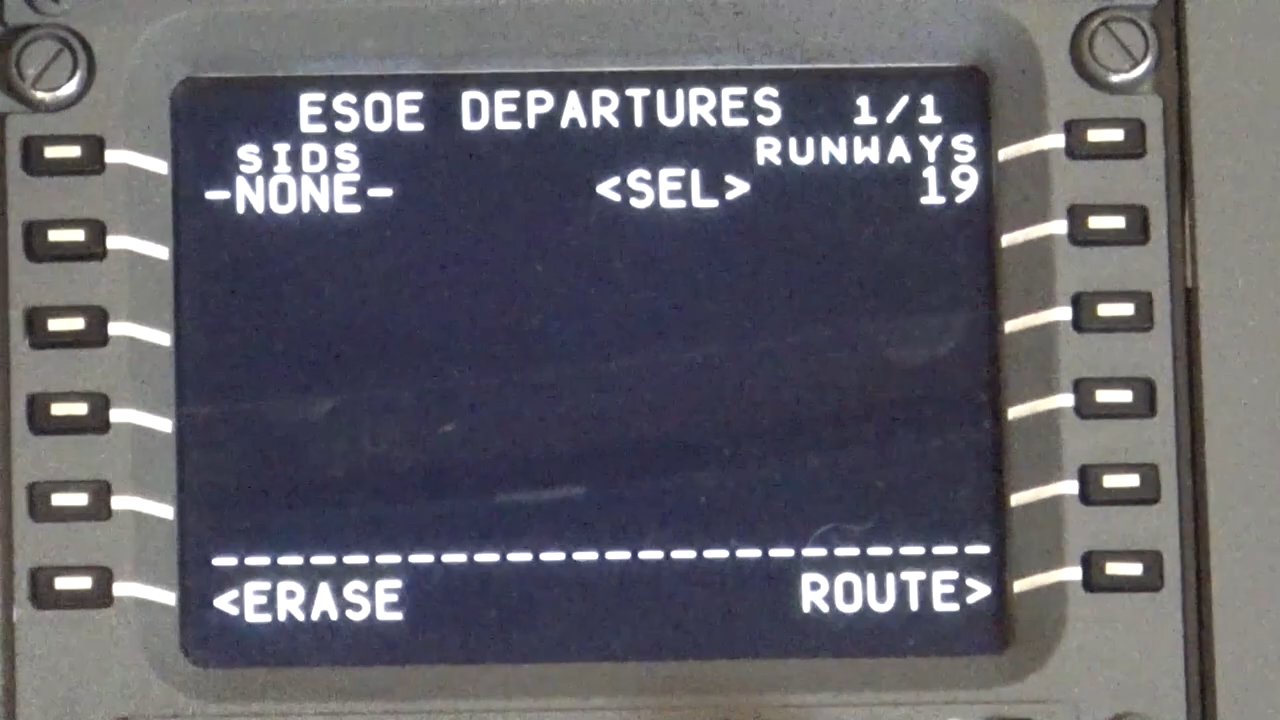 ESOE DEPARTURES 1/1
SIDS RUNWAYS
-NONE- <SEL> 19
--------------------
<ERASE ROUTE>